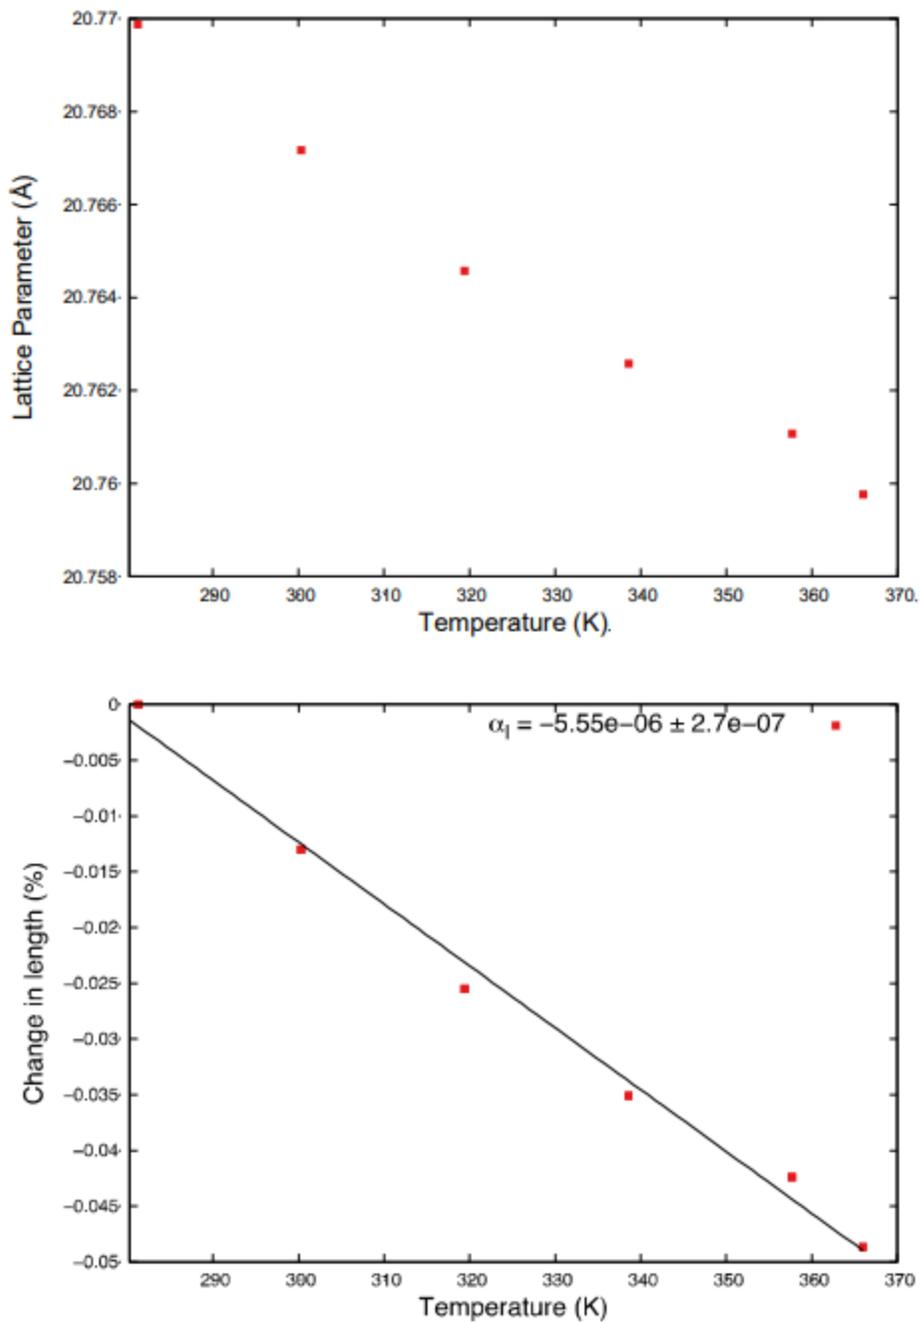 20.77
20.768
20.766
20.764
20.762
20.76
20.758
Lattice Parameter (Å)
290 300 310 320 330 340 350 360 370.
Temperature (K).
0
−0.005
−0.01
−0.015
−0.02
−0.025
−0.03
−0.035
−0.04
−0.045
−0.05
Change in length (%)
αl = −5.55e−06 ± 2.7e−07
290 300 310 320 330 340 350 360 370
Temperature (K)